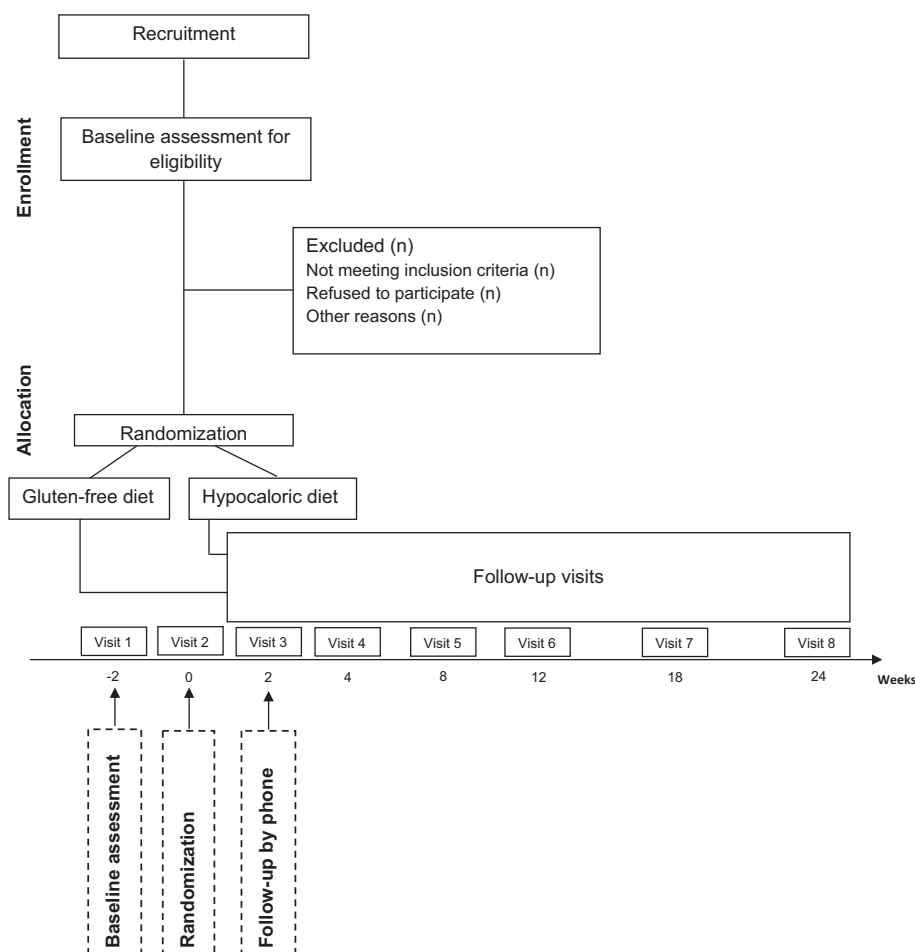 Recruitment
Enrollment
Baseline assessment for
eligibility
Excluded (n)
Not meeting inclusion criteria (n)
Refused to participate (n)
Other reasons (n)
Allocation
Randomization
Gluten-free diet
Hypocaloric diet
Follow-up visits
Visit 1
Visit 2
Visit 3
Visit 4
Visit 5
Visit 6
Visit 7
Visit 8
-2
0
2
4
8
12
18
24
Weeks
Baseline assessment
Randomization
Follow-up by phone